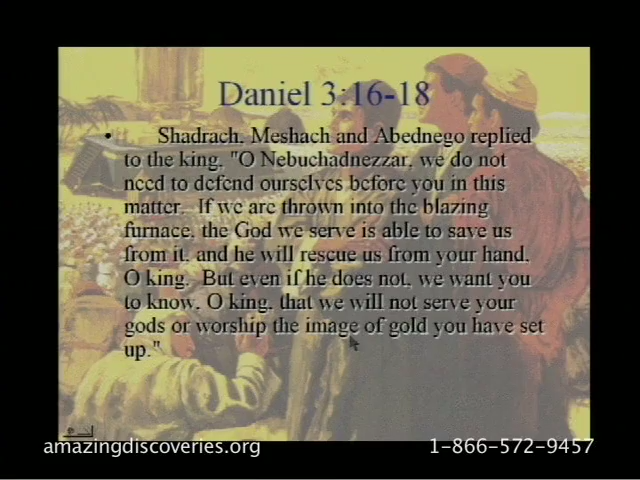 Daniel 3:16-18
• Shadrach, Meshach and Abednego replied
to the king, "O Nebuchadnezzar, we do not
need to defend ourselves before you in this
matter. If we are thrown into the blazing
furnace, the God we serve is able to save us
from it, and he will rescue us from your hand,
O king. But even if he does not, we want you
to know, O king, that we will not serve your
gods or worship the image of gold you have set
up."
amazingdiscoveries.org
1-866-572-9457